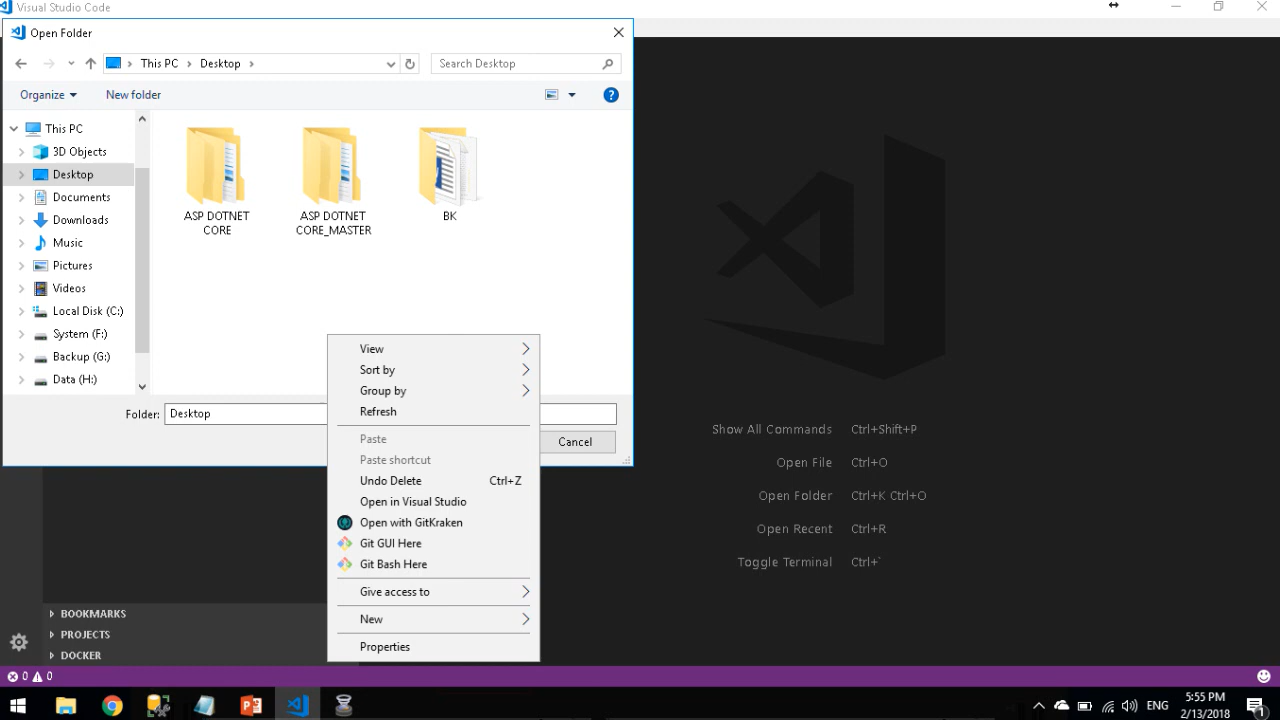 Visual Studio Code
Open Folder
This PC
Desktop
Search Desktop
Organize
New folder
This PC
3D Objects
Desktop
Documents
Downloads
Music
Pictures
Videos
Local Disk (C:)
System (F:)
Backup (G:)
Data (H:)
ASP DOTNET
CORE
ASP DOTNET
CORE_MASTER
BK
Folder: Desktop
Cancel
View
Sort by
Group by
Refresh
Paste
Paste shortcut
Undo Delete Ctrl+Z
Open in Visual Studio
Open with GitKraken
Git GUI Here
Git Bash Here
Give access to
New
Properties
Show All Commands Ctrl+Shift+P
Open File Ctrl+O
Open Folder Ctrl+K Ctrl+O
Open Recent Ctrl+R
Toggle Terminal Ctrl+`
BOOKMARKS
PROJECTS
DOCKER
0 0
ENG
5:55 PM
2/13/2018
1